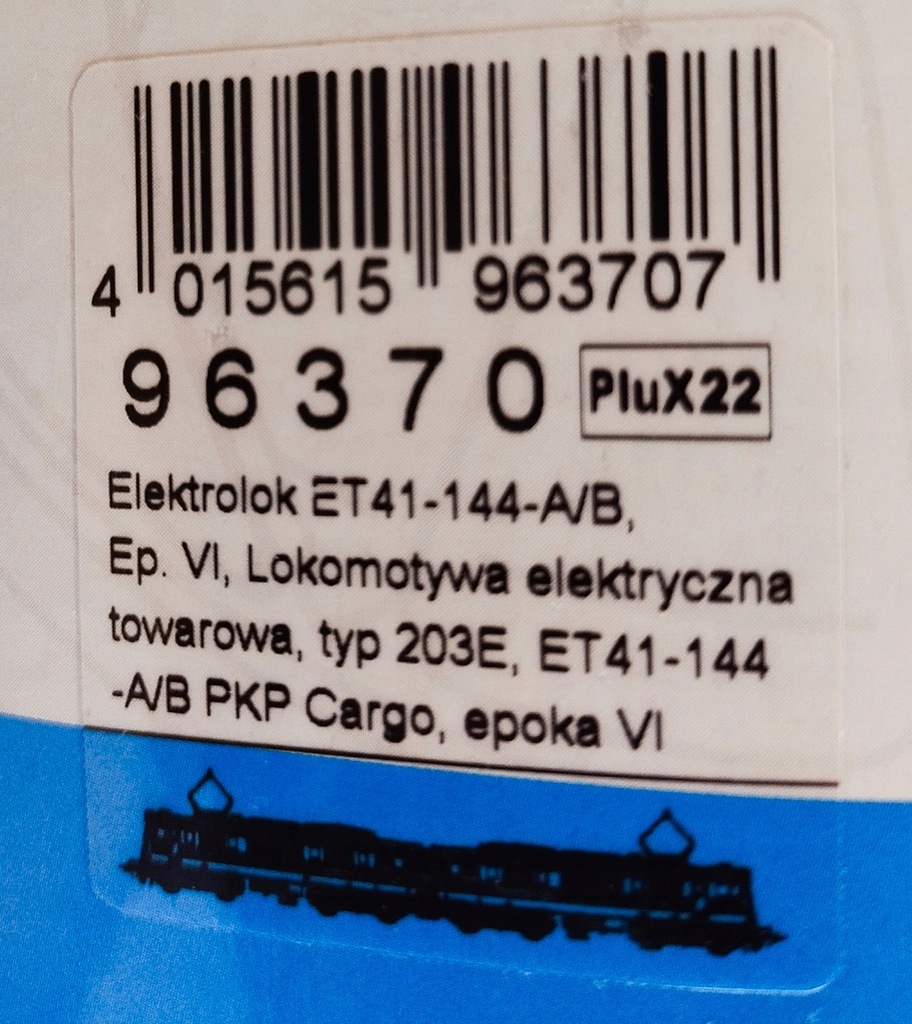 4 015615 963707
96370 PluX22
Elektrolok ET41-144-A/B,
Ep. VI, Lokomotywa elektryczna
towarowa, typ 203E, ET41-144
-A/B PKP Cargo, epoka VI